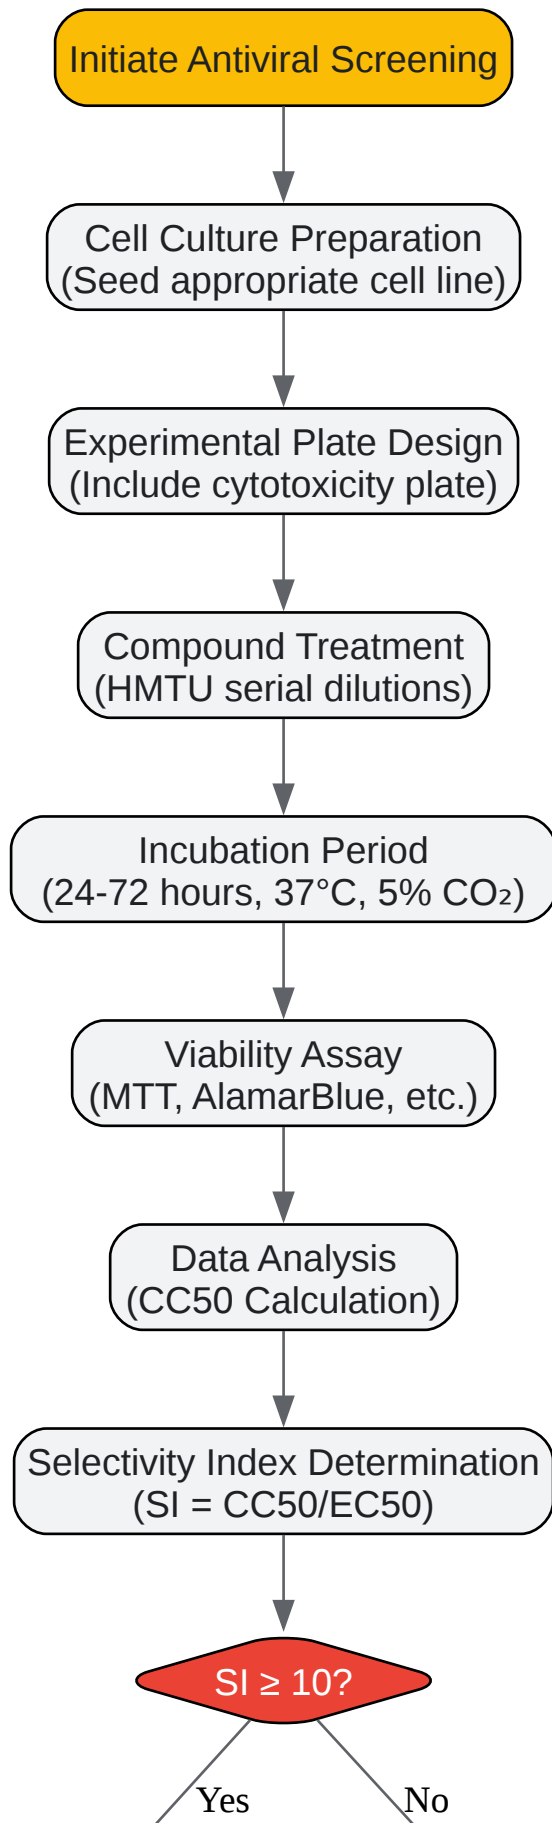 Initiate Antiviral Screening
Cell Culture Preparation
(Seed appropriate cell line)
Experimental Plate Design
(Include cytotoxicity plate)
Compound Treatment
(HMTU serial dilutions)
Incubation Period
(24-72 hours, 37°C, 5% CO₂)
Viability Assay
(MTT, AlamarBlue, etc.)
Data Analysis
(CC50 Calculation)
Selectivity Index Determination
(SI = CC50/EC50)
SI ≥ 10?
Yes
No